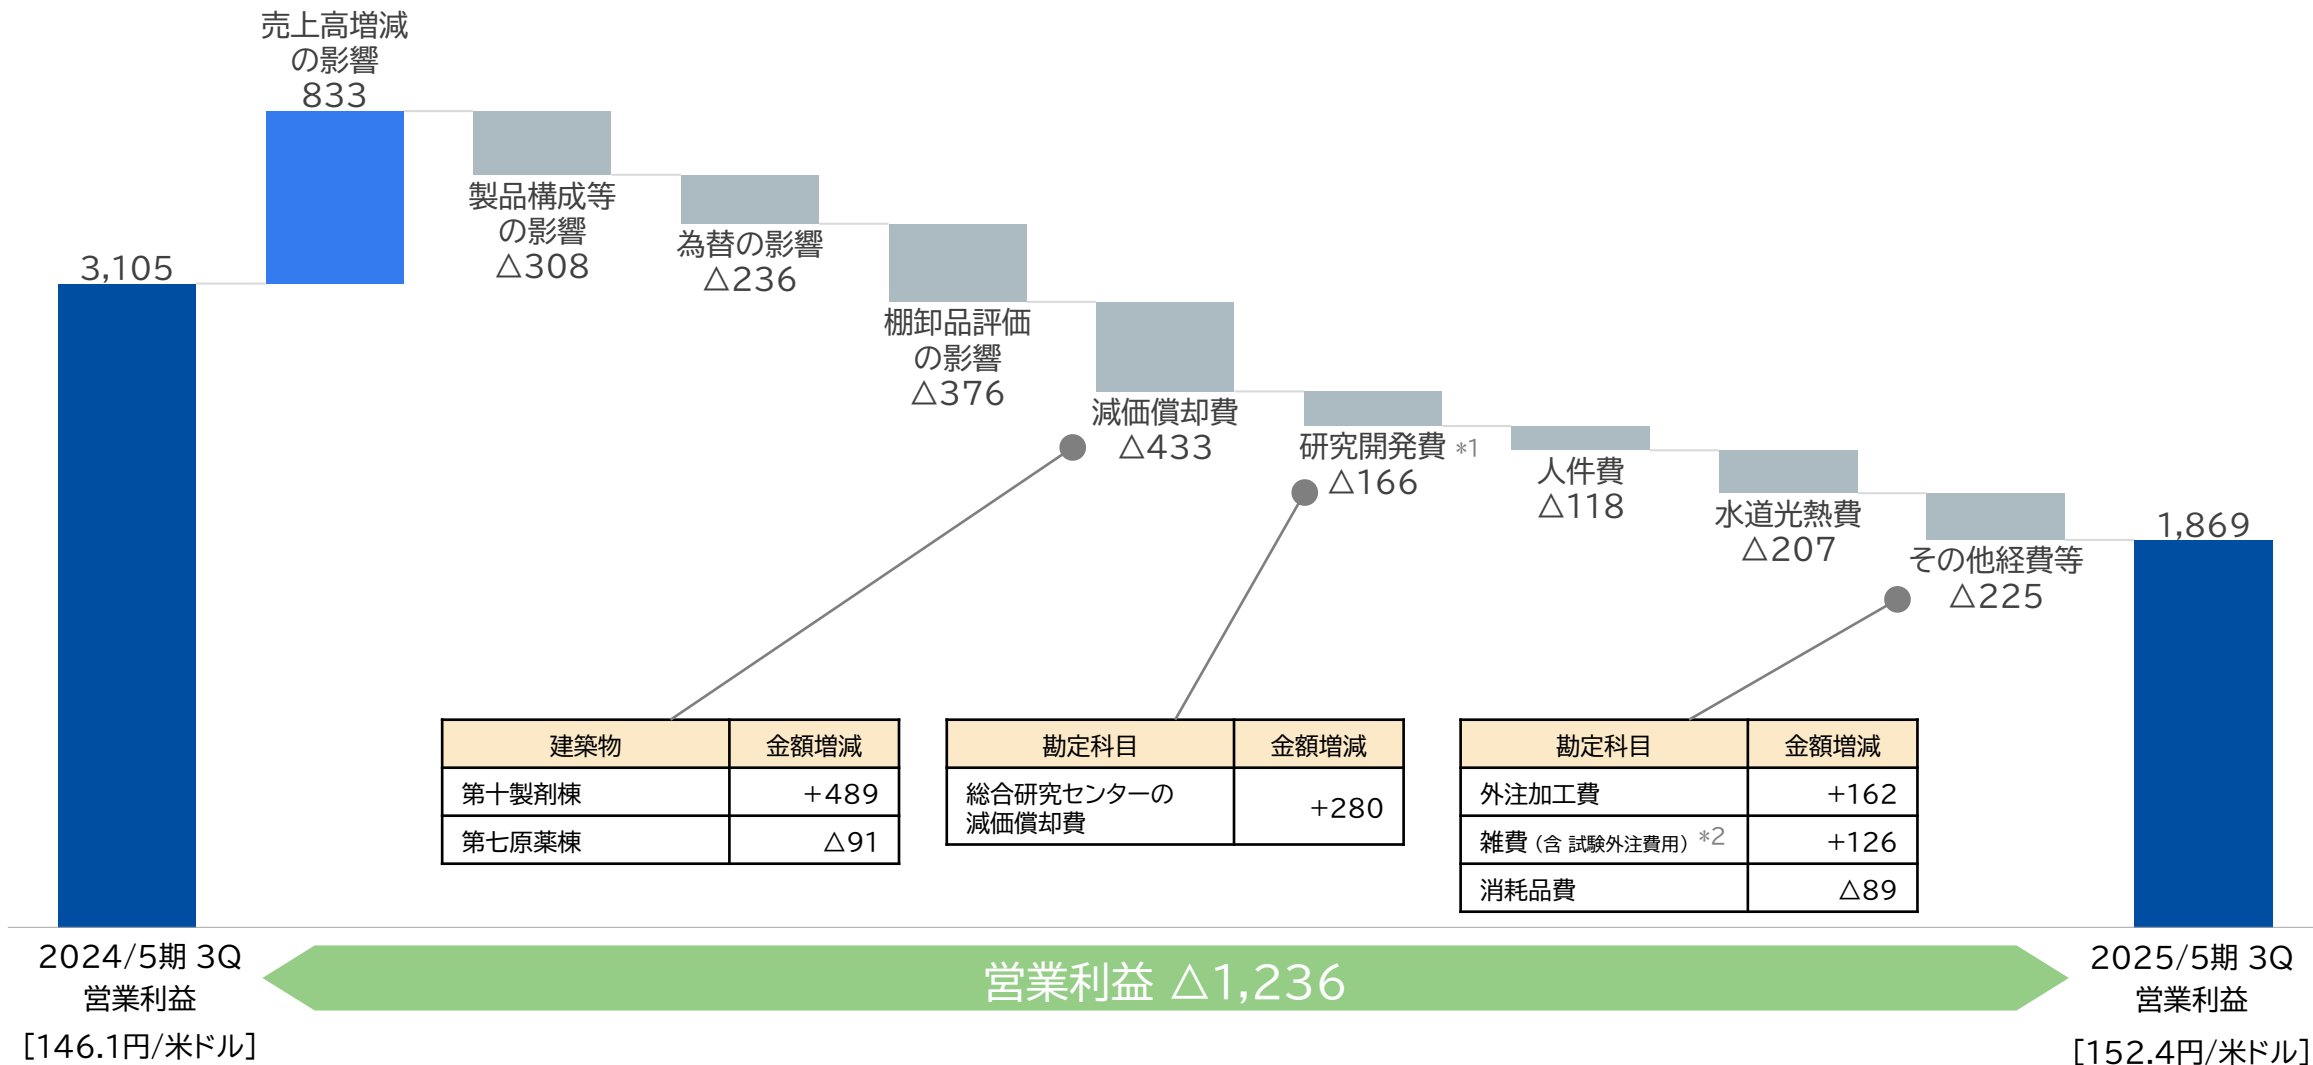 売上高増減
の影響
833
3,105
製品構成等
の影響
△308
為替の影響
△236
棚卸品評価
の影響
△376
減価償却費
△433
研究開発費 *1
△166
人件費
△118
水道光熱費
△207
その他経費等
△225
1,869
建築物 金額増減
第十製剤棟 +489
第七原薬棟 △91
勘定科目 金額増減
総合研究センターの
減価償却費 +280
勘定科目 金額増減
外注加工費 +162
雑費 (含 試験外注費用) *2 +126
消耗品費 △89
2024/5期 3Q
営業利益
[146.1円/米ドル]
営業利益 △1,236
2025/5期 3Q
営業利益
[152.4円/米ドル]